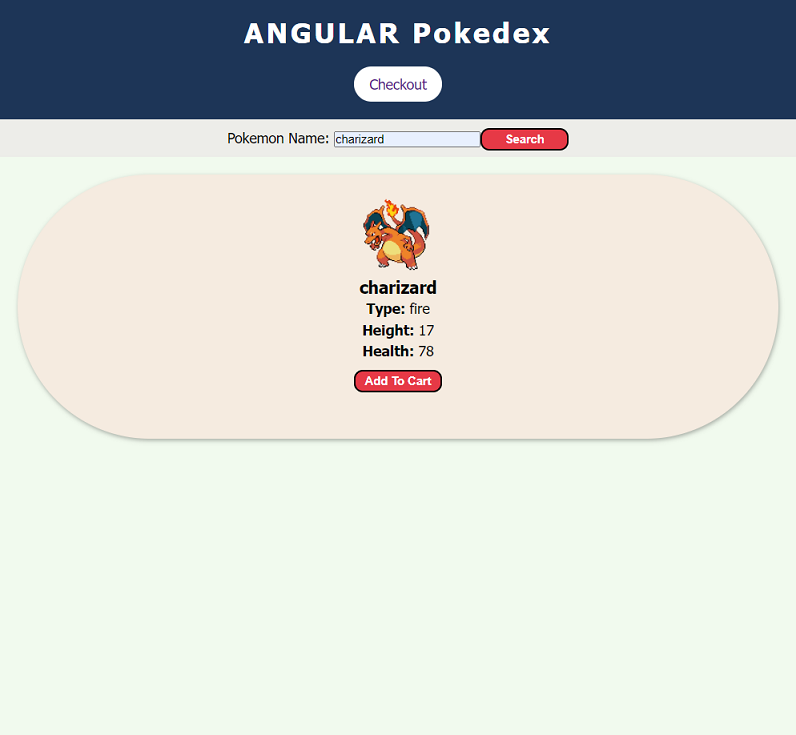 ANGULAR Pokedex
Checkout
Pokemon Name: charizard Search
charizard
Type: fire
Height: 17
Health: 78
Add To Cart